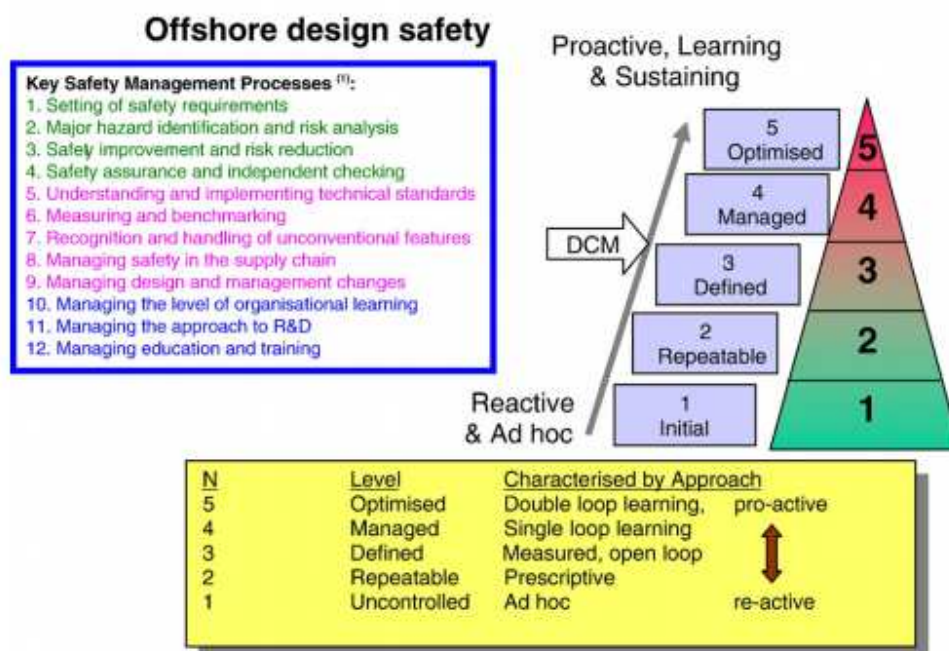 Offshore design safety
Key Safety Management Processes (1):
1. Setting of safety requirements
2. Major hazard identification and risk analysis
3. Safety improvement and risk reduction
4. Safety assurance and independent checking
5. Understanding and implementing technical standards
6. Measuring and benchmarking
7. Recognition and handling of unconventional features
8. Managing safety in the supply chain
9. Managing design and management changes
10. Managing the level of organisational learning
11. Managing the approach to R&D
12. Managing education and training
Proactive, Learning
& Sustaining
5
Optimised
4
Managed
DCM
3
Defined
2
Repeatable
1
Initial
Reactive
& Ad hoc
5
4
3
2
1
N Level Characterised by Approach
5 Optimised Double loop learning, pro-active
4 Managed Single loop learning
3 Defined Measured, open loop
2 Repeatable Prescriptive
1 Uncontrolled Ad hoc re-active